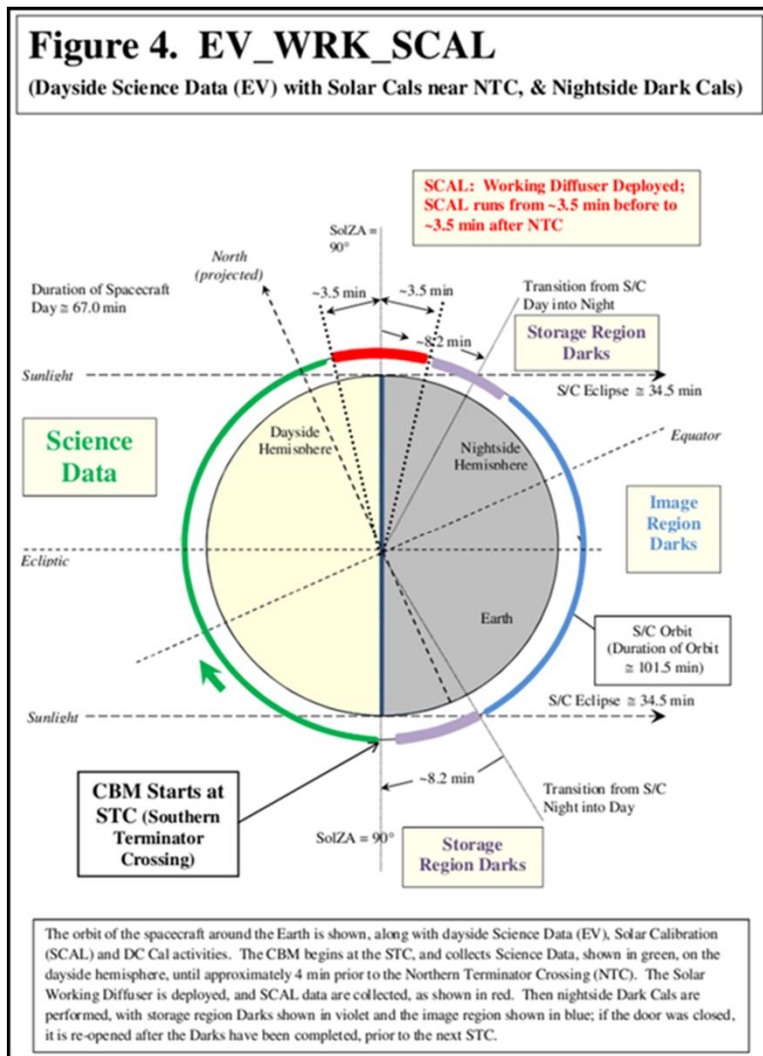 Figure 4. EV_WRK_SCAL
(Dayside Science Data (EV) with Solar Cals near NTC, & Nightside Dark Cals)
SCAL: Working Diffuser Deployed;
SCAL runs from ~3.5 min before to
~3.5 min after NTC
SolZA =
90°
North
(projected)
Duration of Spacecraft
Day ≅ 67.0 min
~3.5 min
~3.5 min
Transition from S/C
Day into Night
~8.2 min
Storage Region
Darks
Sunlight
S/C Eclipse ≅ 34.5 min
Science
Data
Dayside
Hemisphere
Nightside
Hemisphere
Equator
Image
Region
Darks
Ecliptic
Earth
S/C Orbit
(Duration of Orbit
≅ 101.5 min)
Sunlight
S/C Eclipse ≅ 34.5 min
CBM Starts at
STC (Southern
Terminator
Crossing)
~8.2 min
Transition from S/C
Night into Day
SolZA = 90°
Storage
Region Darks
The orbit of the spacecraft around the Earth is shown, along with dayside Science Data (EV), Solar Calibration
(SCAL) and DC Cal activities. The CBM begins at the STC, and collects Science Data, shown in green, on the
dayside hemisphere, until approximately 4 min prior to the Northern Terminator Crossing (NTC). The Solar
Working Diffuser is deployed, and SCAL data are collected, as shown in red. Then nightside Dark Cals are
performed, with storage region Darks shown in violet and the image region shown in blue; if the door was closed,
it is re-opened after the Darks have been completed, prior to the next STC.